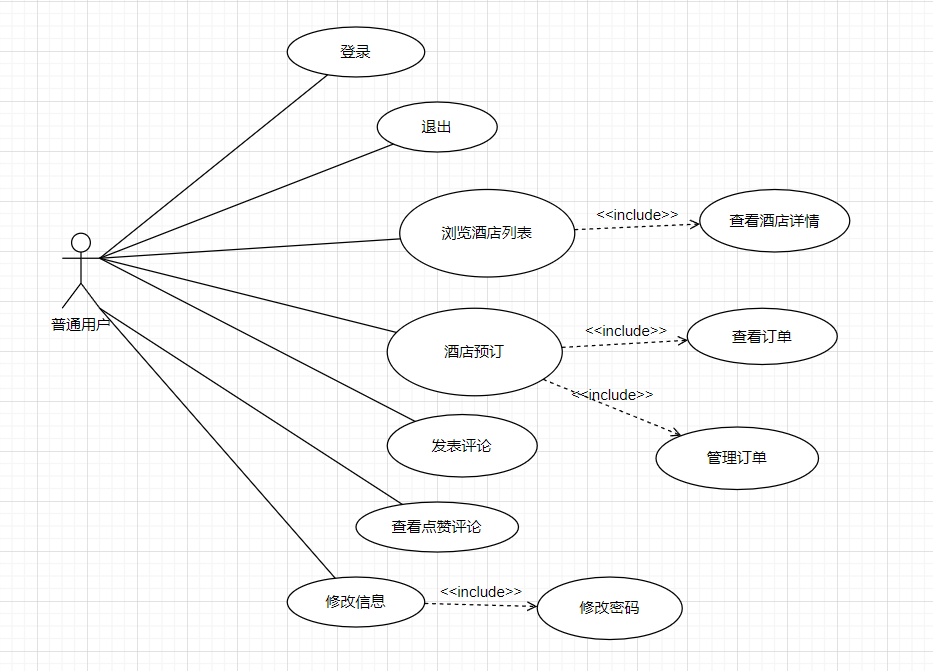 登录
退出
浏览酒店列表
<<include>>
查看酒店详情
普通用户
酒店预订
<<include>>
查看订单
<<include>>
管理订单
发表评论
查看点赞评论
修改信息
<<include>>
修改密码